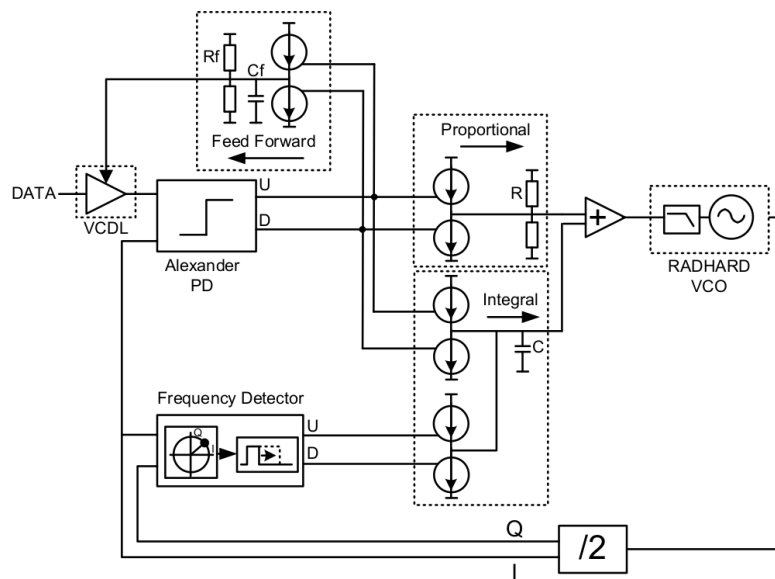 Rf
Cf
Feed Forward
DATA
VCDL
U
D
Alexander
PD
Proportional
R
+
RADHARD
VCO
Integral
C
Frequency Detector
Q
I
U
D
Q
I
/2